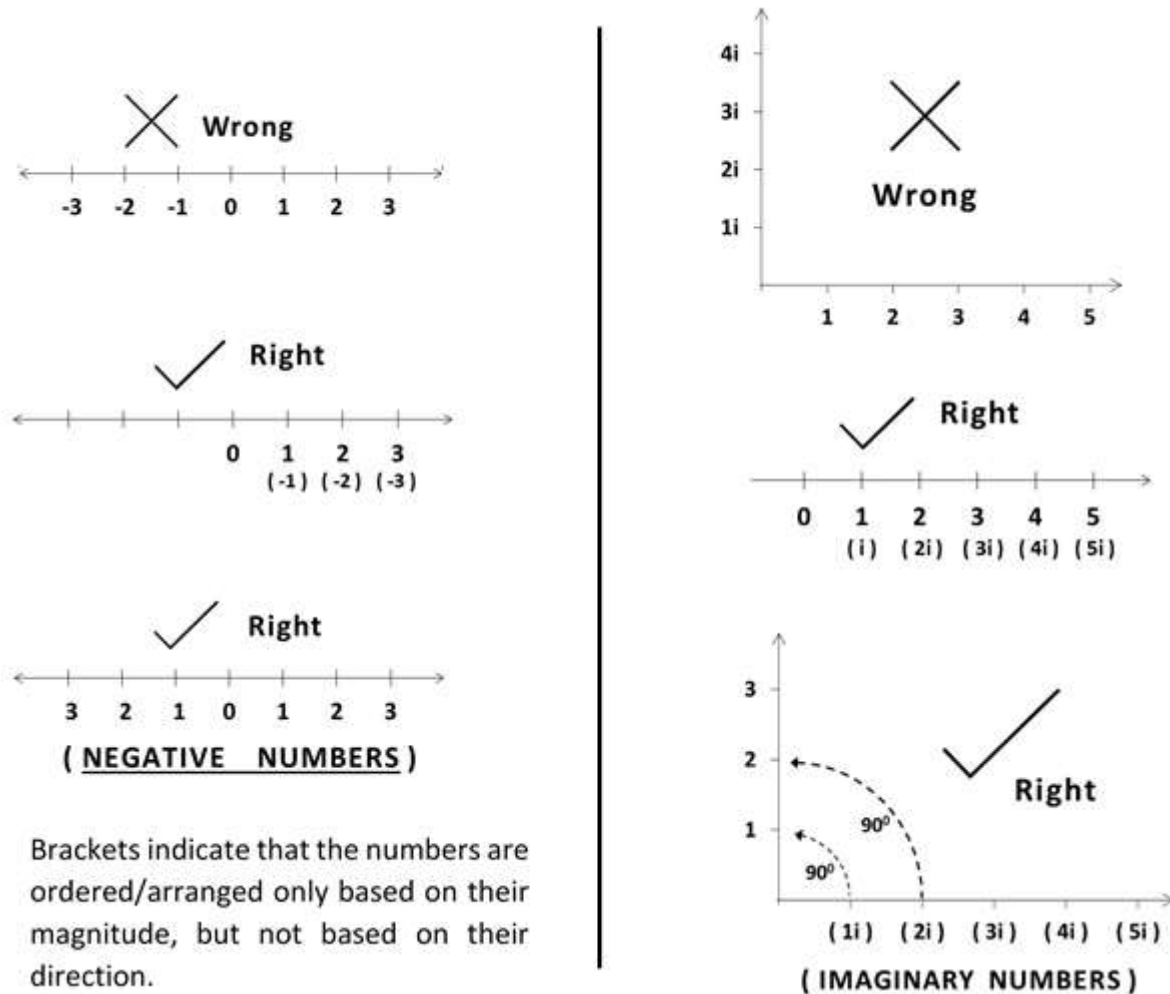 Wrong
-3 -2 -1 0 1 2 3
Right
0 1 2 3
( -1 ) ( -2 ) ( -3 )
Right
3 2 1 0 1 2 3
( NEGATIVE NUMBERS )
Brackets indicate that the numbers are
ordered/arranged only based on their
magnitude, but not based on their
direction.
4i
3i
2i
Wrong
1i
1 2 3 4 5
Right
0 1 2 3 4 5
( i ) ( 2i ) ( 3i ) ( 4i ) ( 5i )
3
2
Right
1
90⁰
90⁰
( 1i ) ( 2i ) ( 3i ) ( 4i ) ( 5i )
( IMAGINARY NUMBERS )